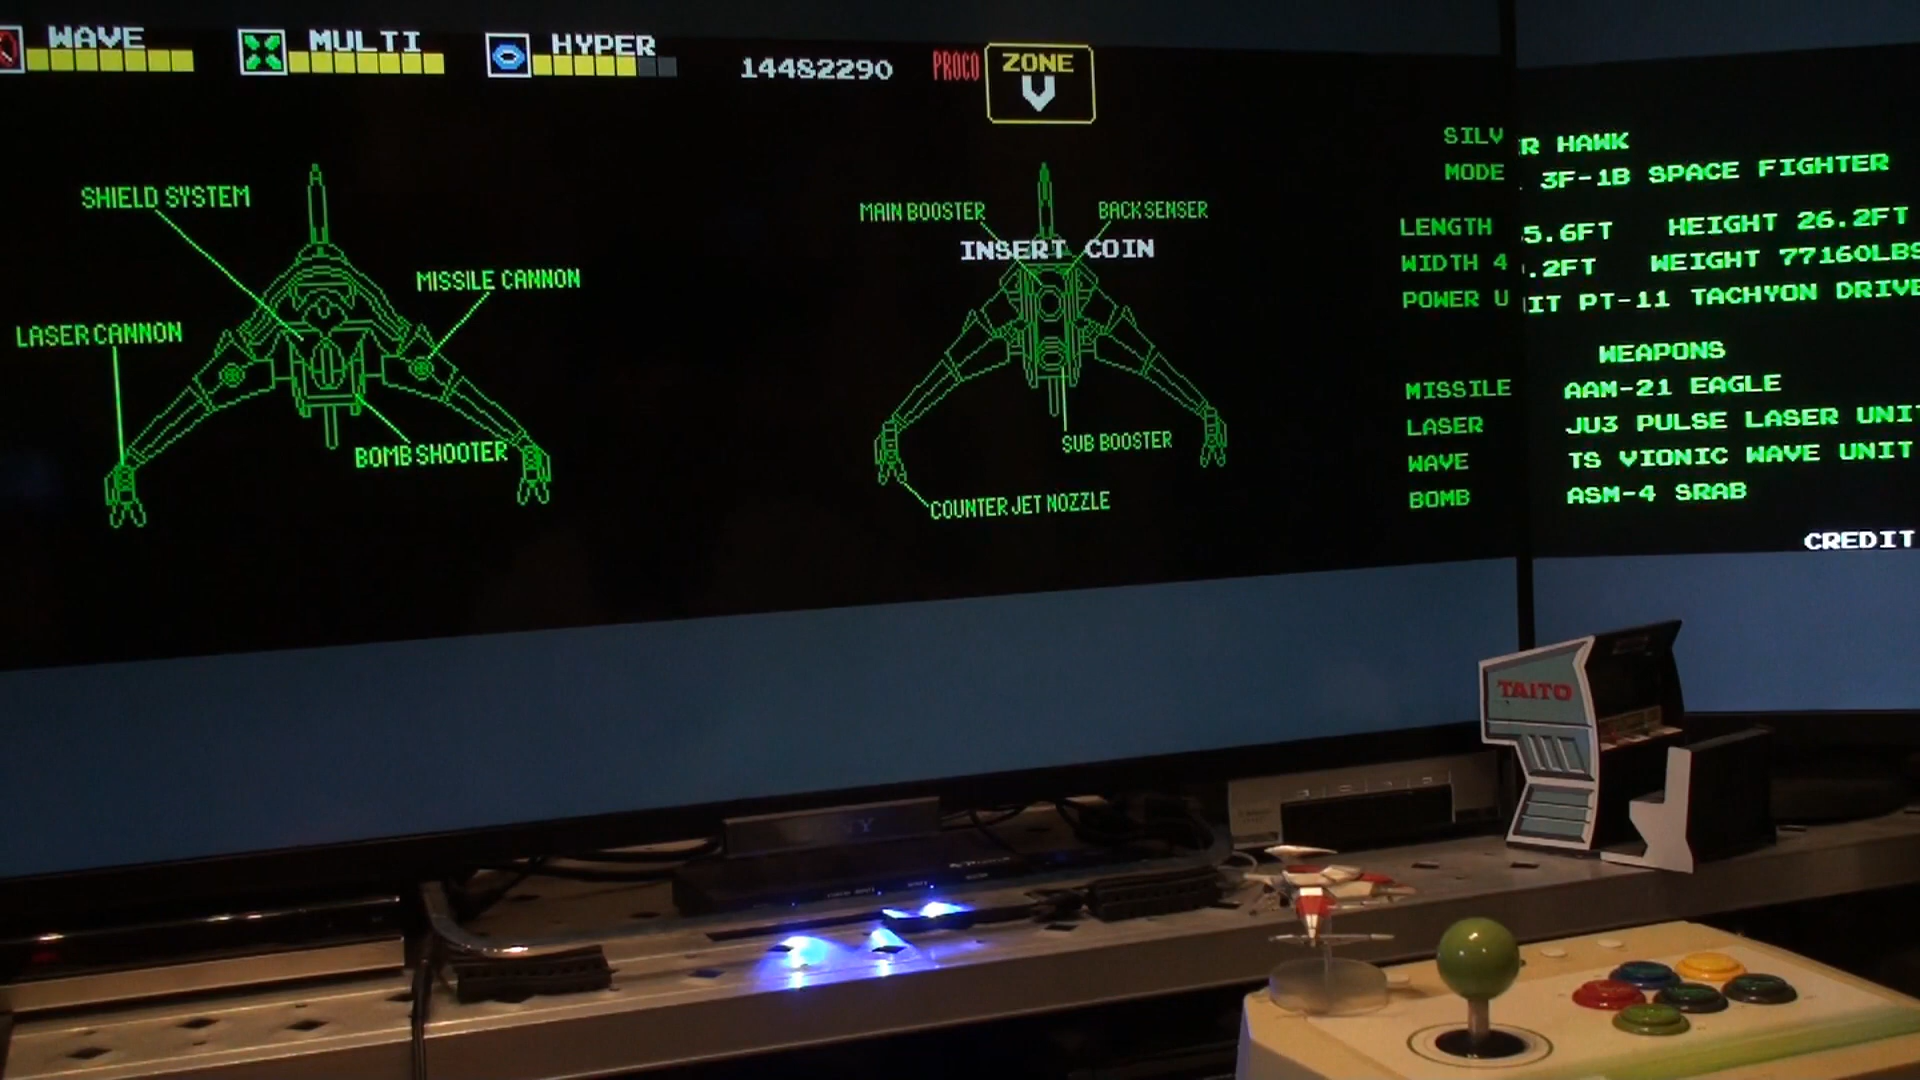 WAVE
MULTI
HYPER
14482290
PROCO
ZONE
V
SHIELD SYSTEM
MISSILE CANNON
LASER CANNON
BOMB SHOOTER
MAIN BOOSTER
BACK SENSER
INSERT COIN
SUB BOOSTER
COUNTER JET NOZZLE
SILV R HAWK
MODE 3F-1B SPACE FIGHTER
LENGTH 5.6FT HEIGHT 26.2FT
WIDTH 4 .2FT WEIGHT 77160LBS
POWER U IT PT-11 TACHYON DRIVE
WEAPONS
MISSILE AAM-21 EAGLE
LASER JU3 PULSE LASER UNIT
WAVE TS VIONIC WAVE UNIT
BOMB ASM-4 SRAB
CREDIT
TAITO